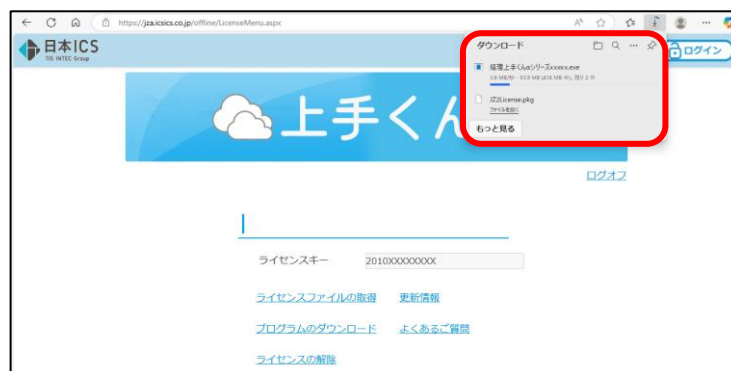 https://jza.icsics.co.jp/offline/LicenseMenu.aspx
日本ICS
TIS INTEC Group
ダウンロード
経理上手くんαシリーズxxxxxx.exe
JZ2License.pkg
ファイルを開く
もっと見る
ログイン
上手くん
ログオフ
ライセンスキー 2010XXXXXXXX
ライセンスファイルの取得 更新情報
プログラムのダウンロード よくあるご質問
ライセンスの解除